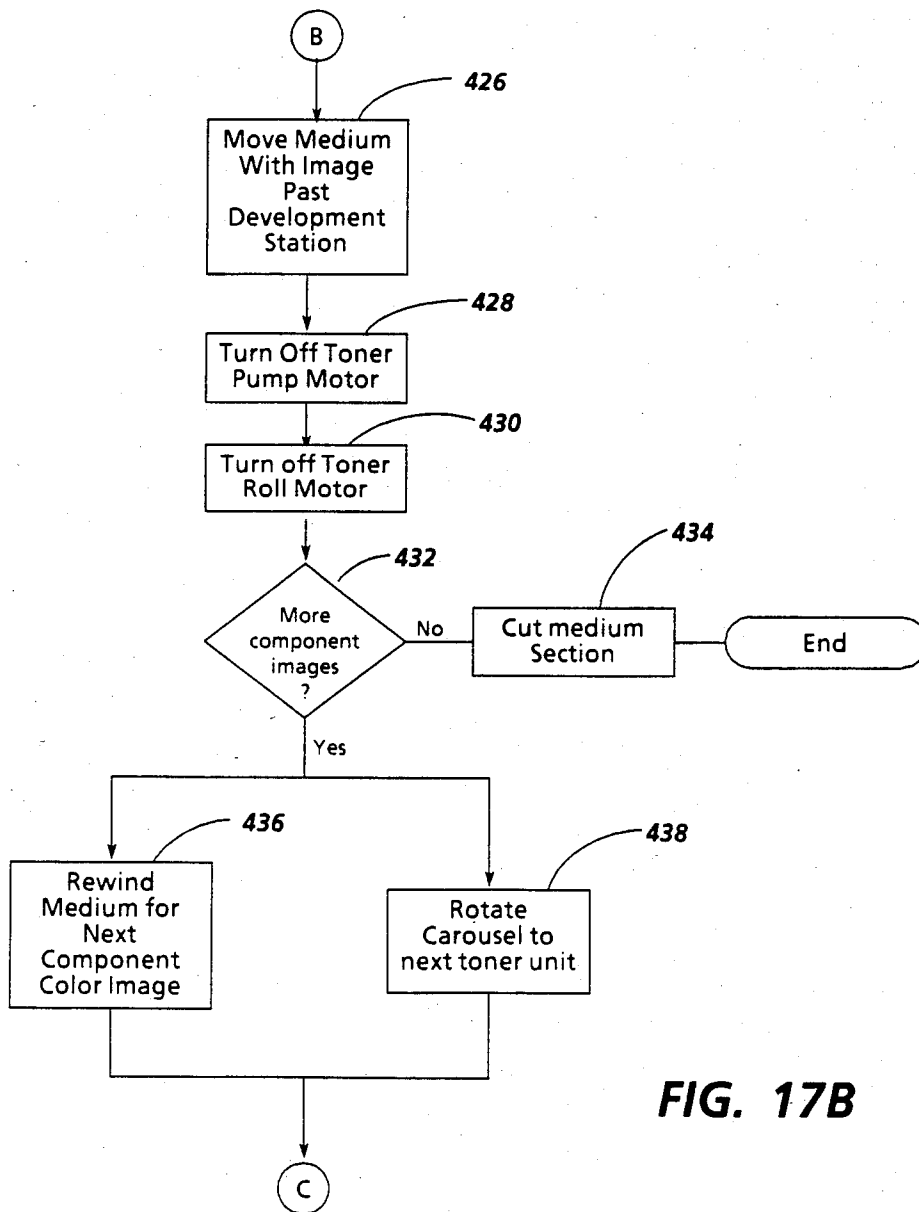 B
426
Move Medium
With Image
Past
Development
Station
428
Turn Off Toner
Pump Motor
430
Turn off Toner
Roll Motor
432
More
component
images
?
No
434
Cut medium
Section
End
Yes
436
Rewind
Medium for
Next
Component
Color Image
438
Rotate
Carousel to
next toner unit
C
FIG. 17B